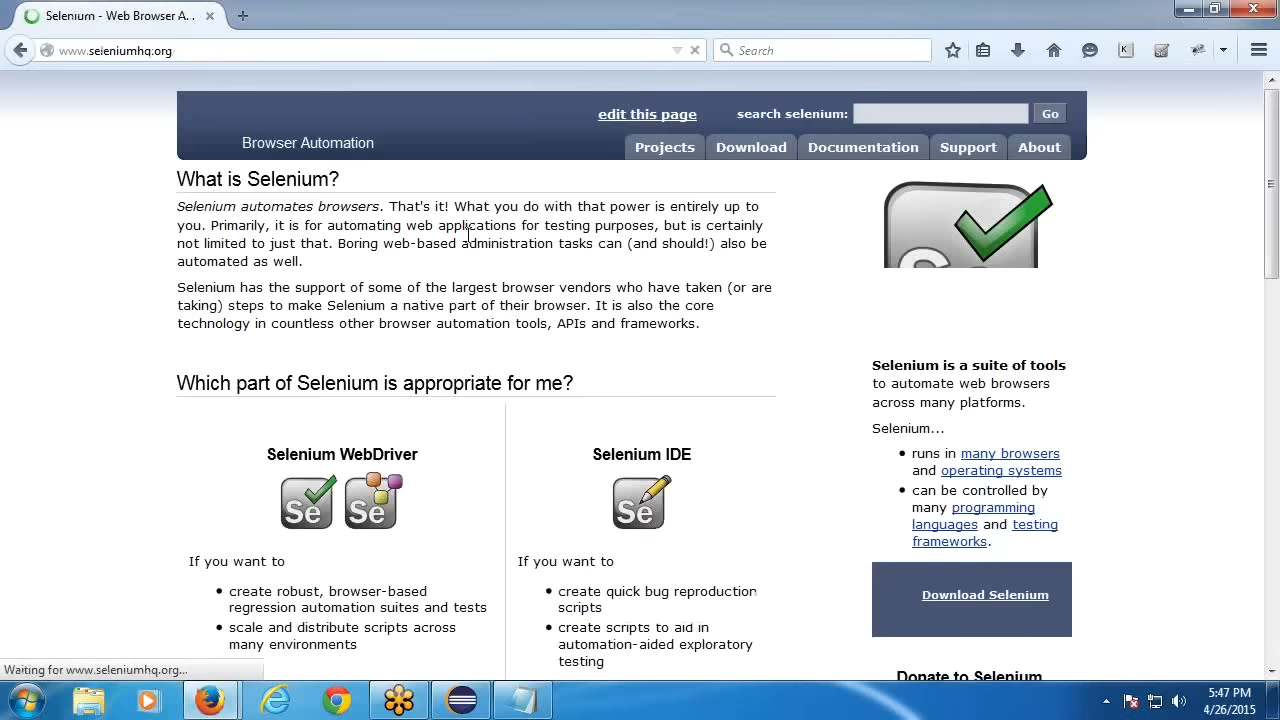 Selenium - Web Browser A...
www.seleniumhq.org
Search
edit this page
search selenium:
Go
Browser Automation
Projects
Download
Documentation
Support
About
What is Selenium?
Selenium automates browsers. That's it! What you do with that power is entirely up to
you. Primarily, it is for automating web applications for testing purposes, but is certainly
not limited to just that. Boring web-based administration tasks can (and should!) also be
automated as well.
Selenium has the support of some of the largest browser vendors who have taken (or are
taking) steps to make Selenium a native part of their browser. It is also the core
technology in countless other browser automation tools, APIs and frameworks.
Which part of Selenium is appropriate for me?
Selenium WebDriver
Se
Se
If you want to
create robust, browser-based
regression automation suites and tests
scale and distribute scripts across
many environments
Selenium IDE
Se
If you want to
create quick bug reproduction
scripts
create scripts to aid in
automation-aided exploratory
testing
Selenium is a suite of tools
to automate web browsers
across many platforms.
Selenium...
runs in many browsers
and operating systems
can be controlled by
many programming
languages and testing
frameworks.
Download Selenium
Donate to Selenium
Waiting for www.seleniumhq.org...
5:47 PM
4/26/2015